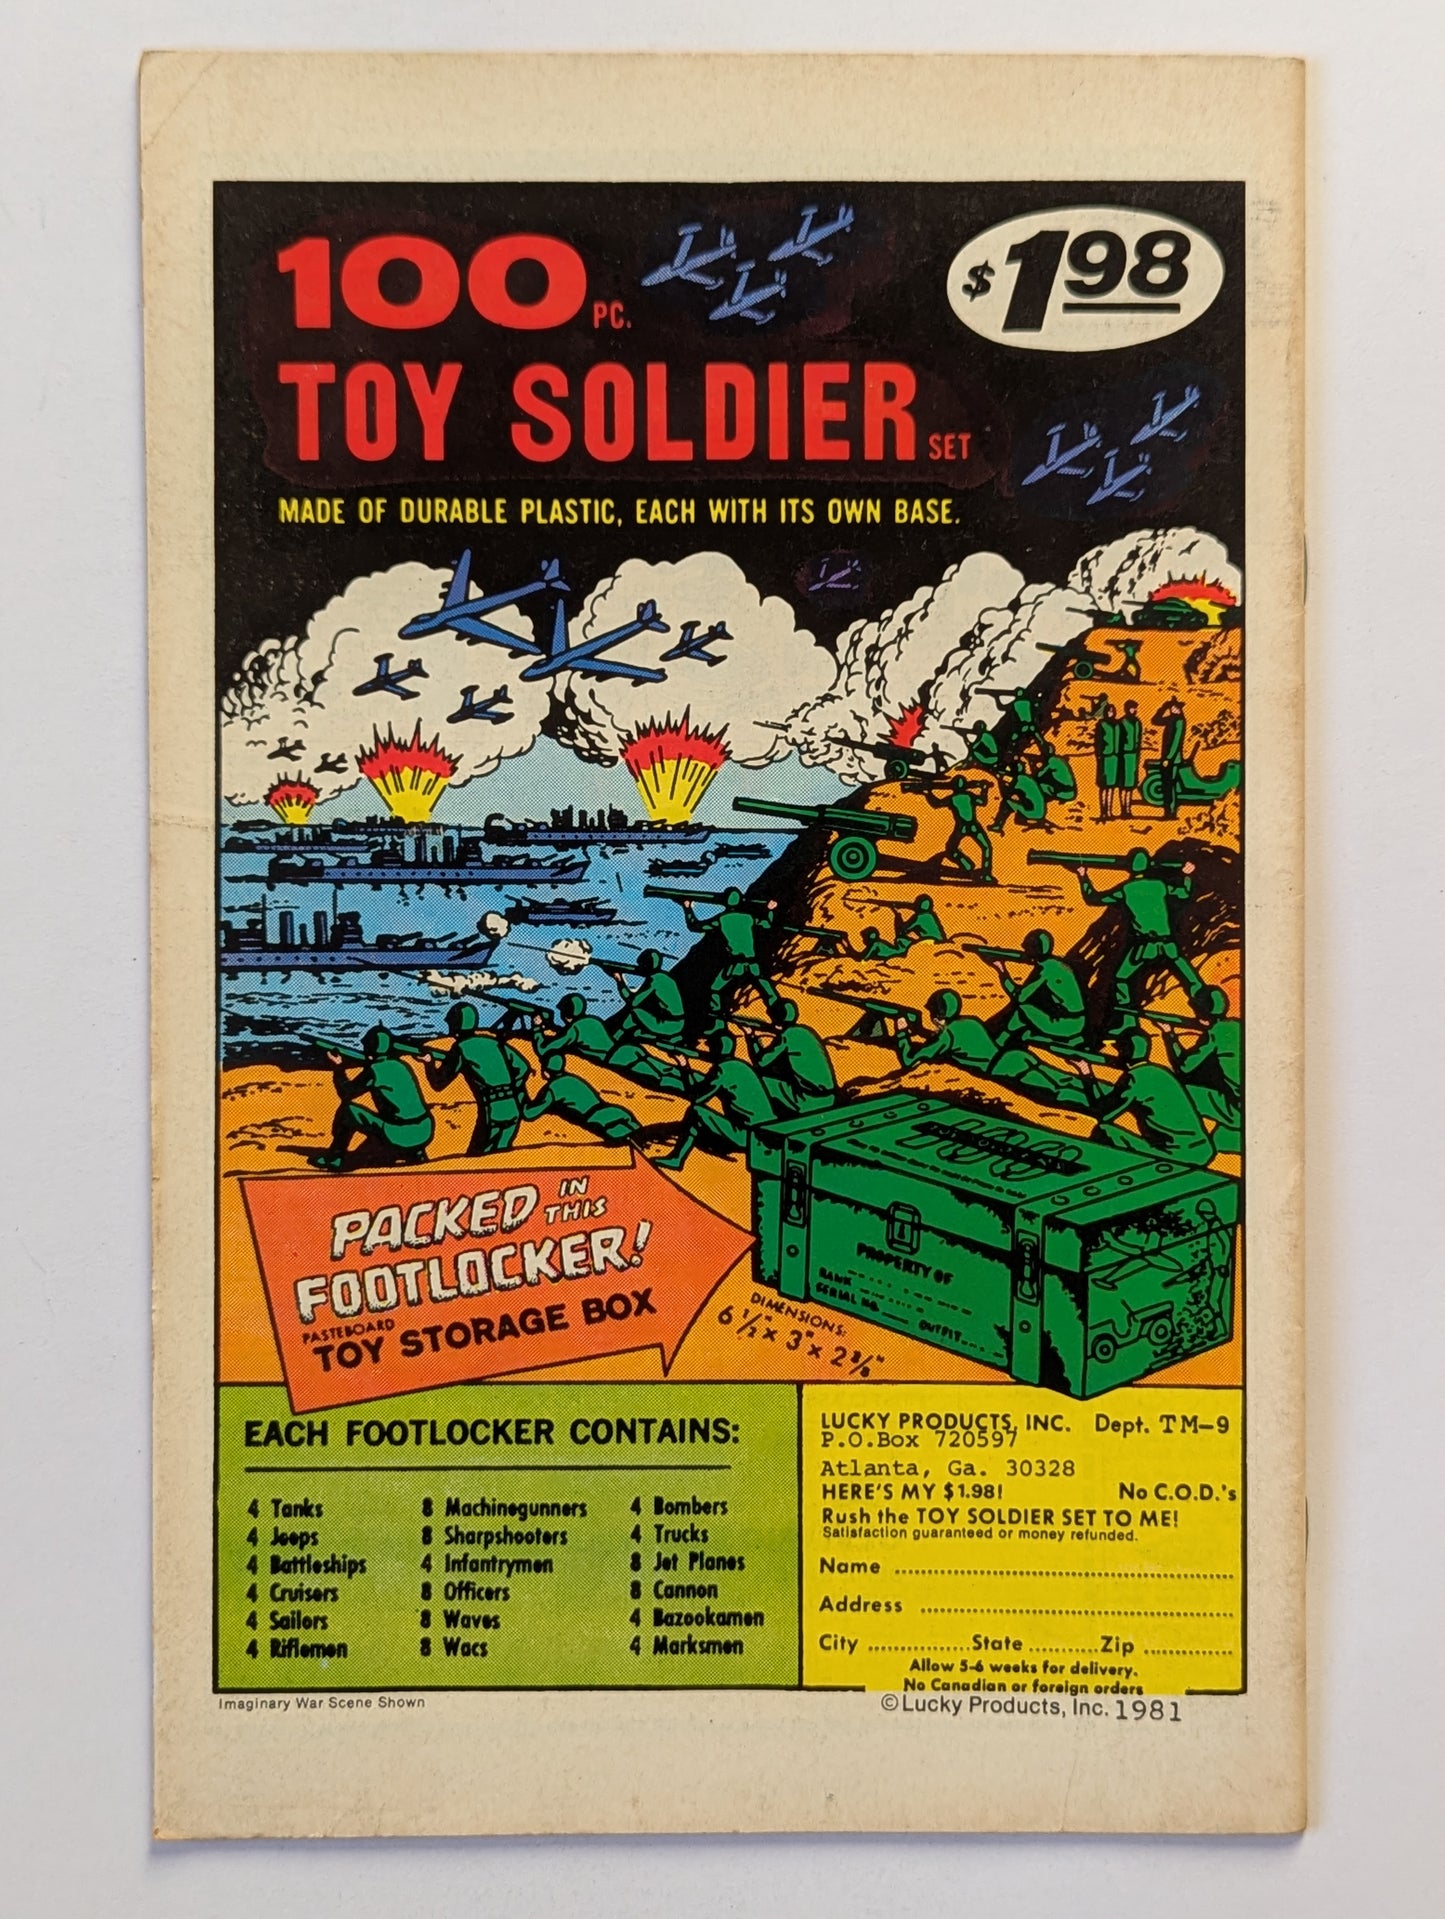 100 PC.
$1.98
TOY SOLDIER SET
MADE OF DURABLE PLASTIC, EACH WITH ITS OWN BASE.
PACKED IN THIS
FOOTLOCKER!
PASTEBOARD
TOY STORAGE BOX
DIMENSIONS:
6 1/2" x 3" x 2 3/8"
PROPERTY OF
RANK
SERIAL NO.
OUTFIT
EACH FOOTLOCKER CONTAINS:
4 Tanks
4 Jeeps
4 Battleships
4 Cruisers
4 Sailors
4 Riflemen
8 Machinegunners
8 Sharpshooters
4 Infantrymen
8 Officers
8 Waves
8 Wacs
4 Bombers
4 Trucks
8 Jet Planes
8 Cannon
4 Bazookamen
4 Marksmen
LUCKY PRODUCTS, INC. Dept. TM-9
P.O.Box 720597
Atlanta, Ga. 30328
HERE'S MY $1.98! No C.O.D.'s
Rush the TOY SOLDIER SET TO ME!
Satisfaction guaranteed or money refunded.
Name
Address
City State Zip
Allow 5-6 weeks for delivery.
No Canadian or foreign orders
Imaginary War Scene Shown
© Lucky Products, Inc. 1981